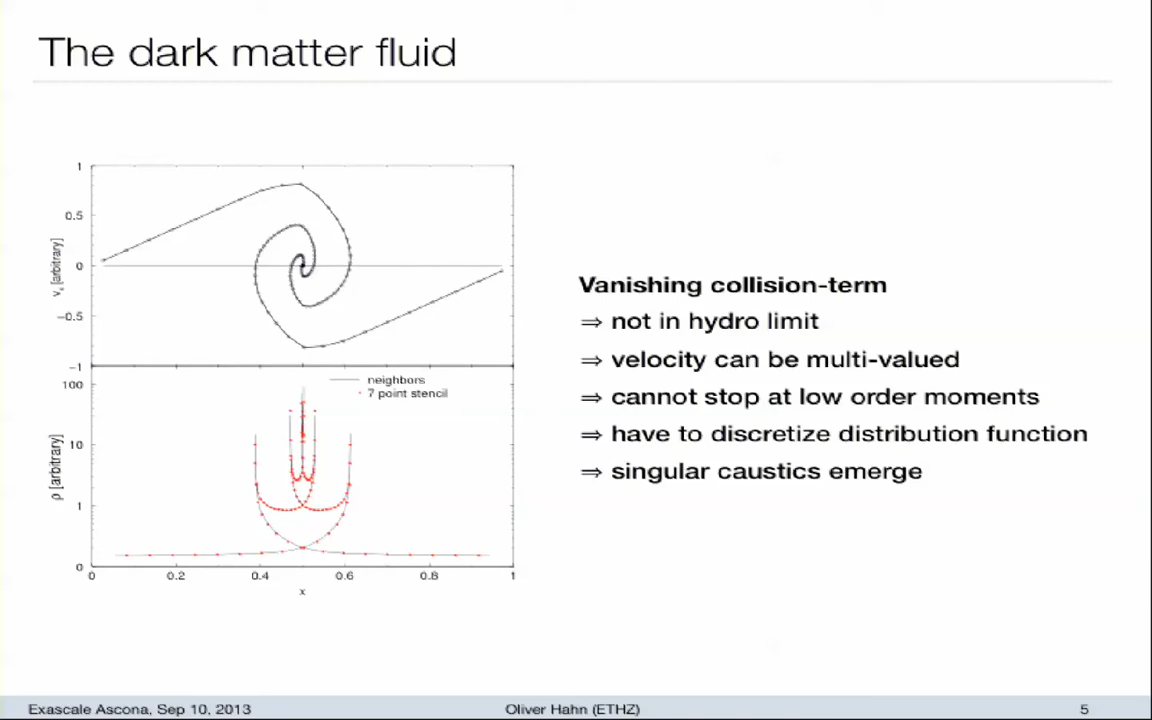 The dark matter fluid
1
0.5
0
−0.5
−1
vₓ [arbitrary]
neighbors
7 point stencil
100
10
1
0
ρ [arbitrary]
0 0.2 0.4 0.6 0.8 1
x
Vanishing collision-term
⇒ not in hydro limit
⇒ velocity can be multi-valued
⇒ cannot stop at low order moments
⇒ have to discretize distribution function
⇒ singular caustics emerge
Exascale Ascona, Sep 10, 2013
Oliver Hahn (ETHZ)
5